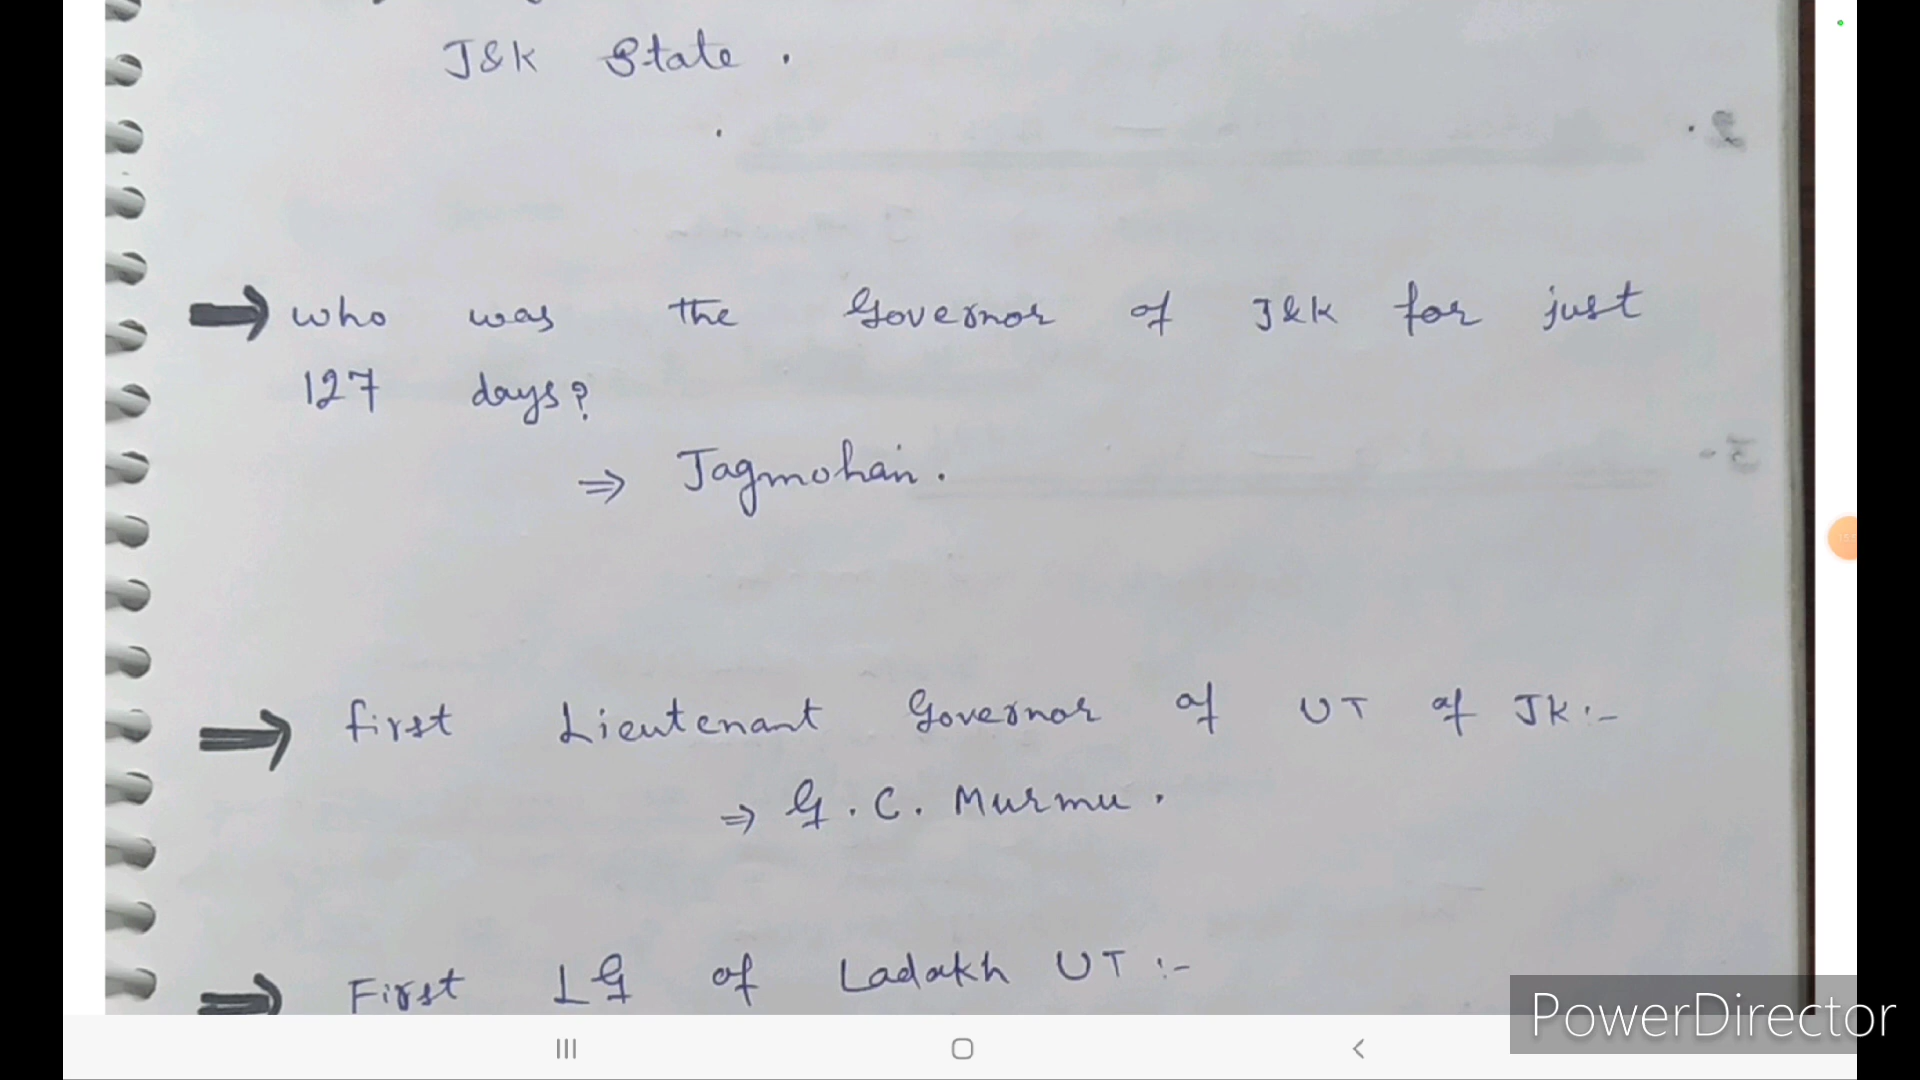 J&K State.
who was the Governor of J&K for just
127 days?
⇒ Jagmohan.
first Lieutenant Governor of UT of JK:-
⇒ G.C. Murmu.
First LG of Ladakh UT:-
PowerDirector